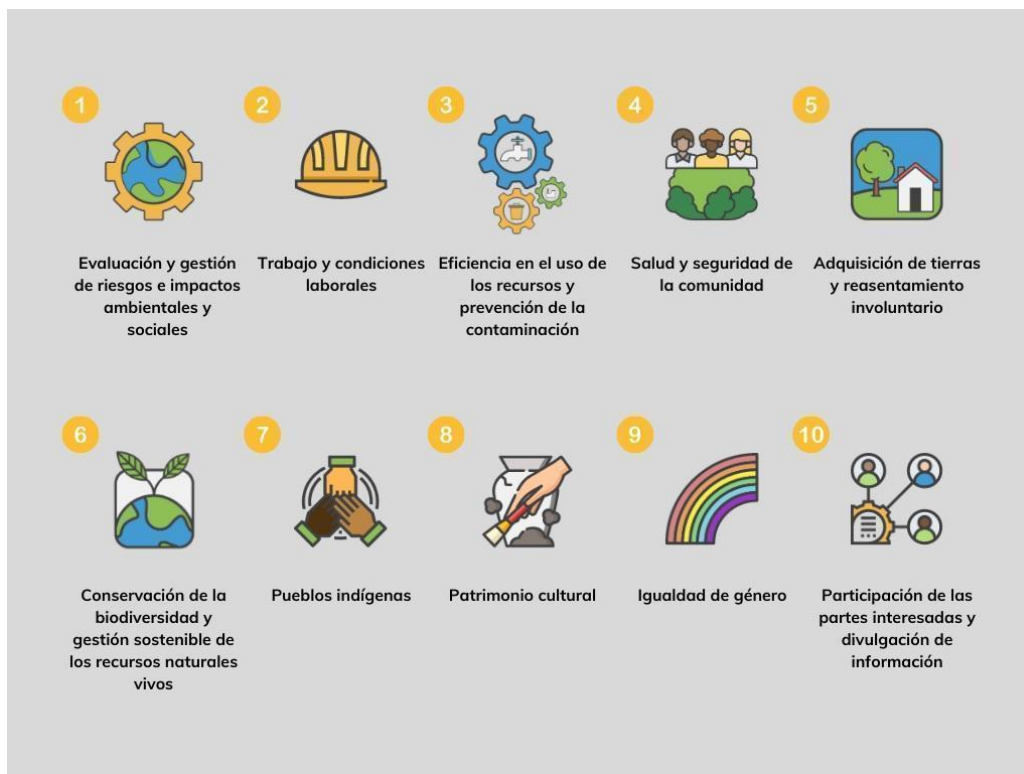 1
Evaluación y gestión
de riesgos e impactos
ambientales y
sociales
2
Trabajo y condiciones
laborales
3
Eficiencia en el uso de
los recursos y
prevención de la
contaminación
4
Salud y seguridad de
la comunidad
5
Adquisición de tierras
y reasentamiento
involuntario
6
Conservación de la
biodiversidad y
gestión sostenible de
los recursos naturales
vivos
7
Pueblos indígenas
8
Patrimonio cultural
9
Igualdad de género
10
Participación de las
partes interesadas y
divulgación de
información